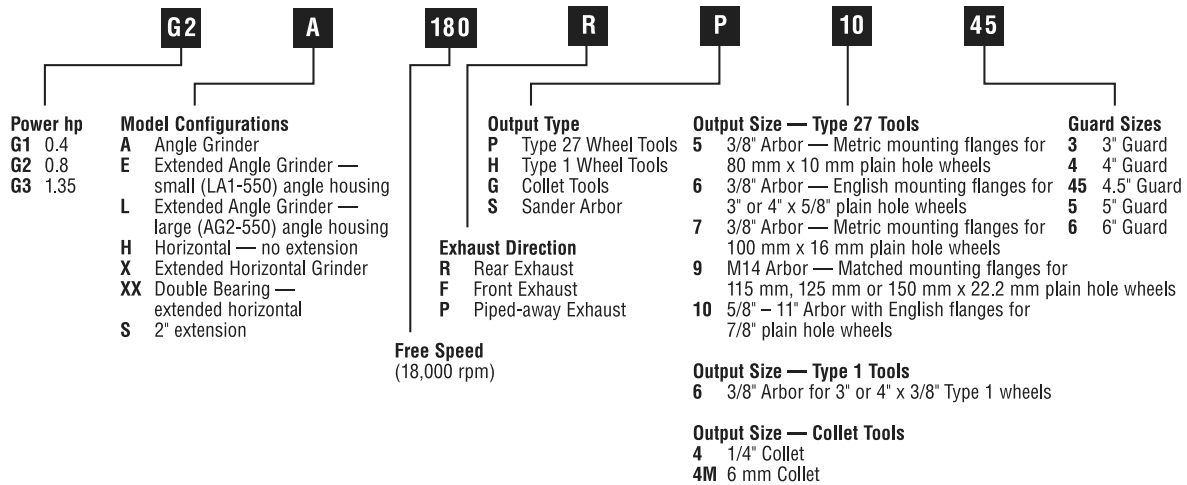 G2 A 180 R P 10 45
Power hp
G1 0.4
G2 0.8
G3 1.35
Model Configurations
A Angle Grinder
E Extended Angle Grinder —
small (LA1-550) angle housing
L Extended Angle Grinder —
large (AG2-550) angle housing
H Horizontal — no extension
X Extended Horizontal Grinder
XX Double Bearing —
extended horizontal
S 2" extension
Free Speed
(18,000 rpm)
Exhaust Direction
R Rear Exhaust
F Front Exhaust
P Piped-away Exhaust
Output Type
P Type 27 Wheel Tools
H Type 1 Wheel Tools
G Collet Tools
S Sander Arbor
Output Size — Type 27 Tools
5 3/8" Arbor — Metric mounting flanges for
80 mm x 10 mm plain hole wheels
6 3/8" Arbor — English mounting flanges for
3" or 4" x 5/8" plain hole wheels
7 3/8" Arbor — Metric mounting flanges for
100 mm x 16 mm plain hole wheels
9 M14 Arbor — Matched mounting flanges for
115 mm, 125 mm or 150 mm x 22.2 mm plain hole wheels
10 5/8" – 11" Arbor with English flanges for
7/8" plain hole wheels
Output Size — Type 1 Tools
6 3/8" Arbor for 3" or 4" x 3/8" Type 1 wheels
Output Size — Collet Tools
4 1/4" Collet
4M 6 mm Collet
Guard Sizes
3 3" Guard
4 4" Guard
45 4.5" Guard
5 5" Guard
6 6" Guard